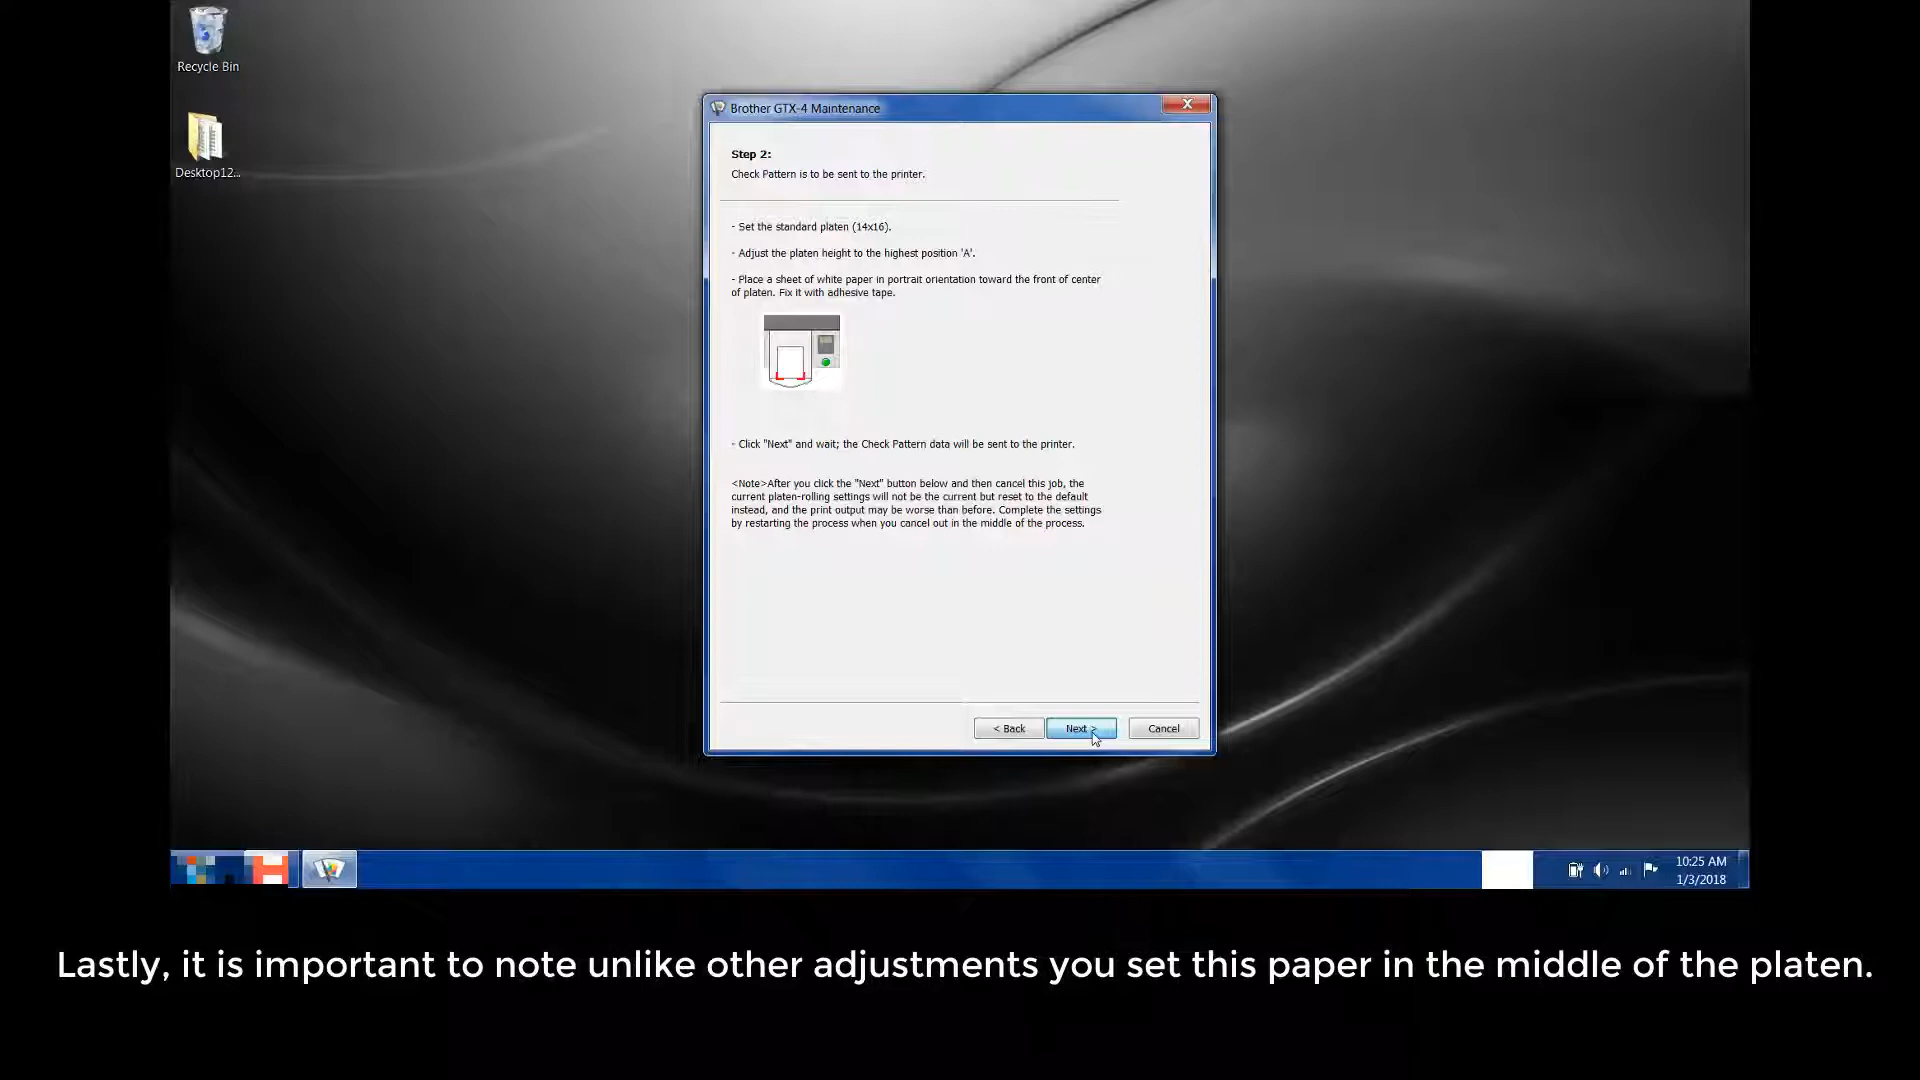 Recycle Bin
Desktop12...
Brother GTX-4 Maintenance
Step 2:
Check Pattern is to be sent to the printer.
- Set the standard platen (14x16).
- Adjust the platen height to the highest position 'A'.
- Place a sheet of white paper in portrait orientation toward the front of center
of platen. Fix it with adhesive tape.
- Click "Next" and wait; the Check Pattern data will be sent to the printer.
<Note>After you click the "Next" button below and then cancel this job, the
current platen-rolling settings will not be the current but reset to the default
instead, and the print output may be worse than before. Complete the settings
by restarting the process when you cancel out in the middle of the process.
< Back
Next >
Cancel
10:25 AM
1/3/2018
Lastly, it is important to note unlike other adjustments you set this paper in the middle of the platen.